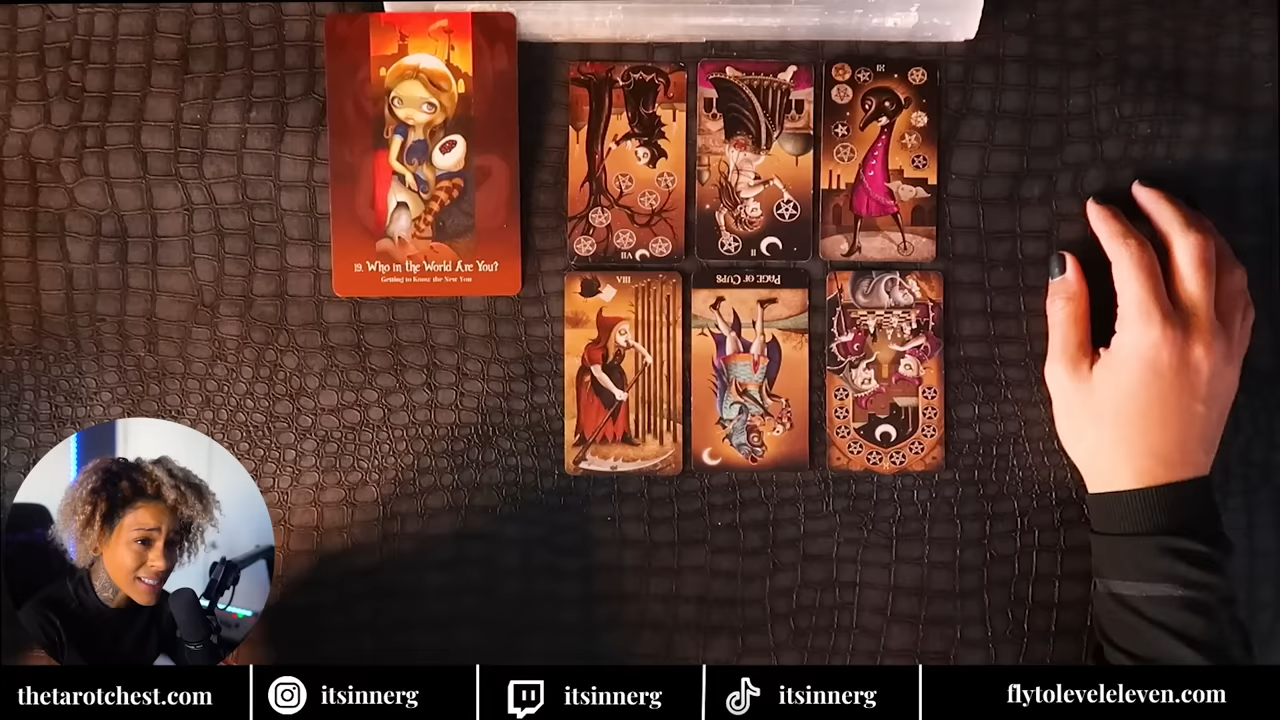 19. Who in the World Are You?
Getting to Know the New You
VII
II
IX
VIII
PAGE OF CUPS
thetarotchest.com
itsinnerg
itsinnerg
itsinnerg
flytoleveleleven.com